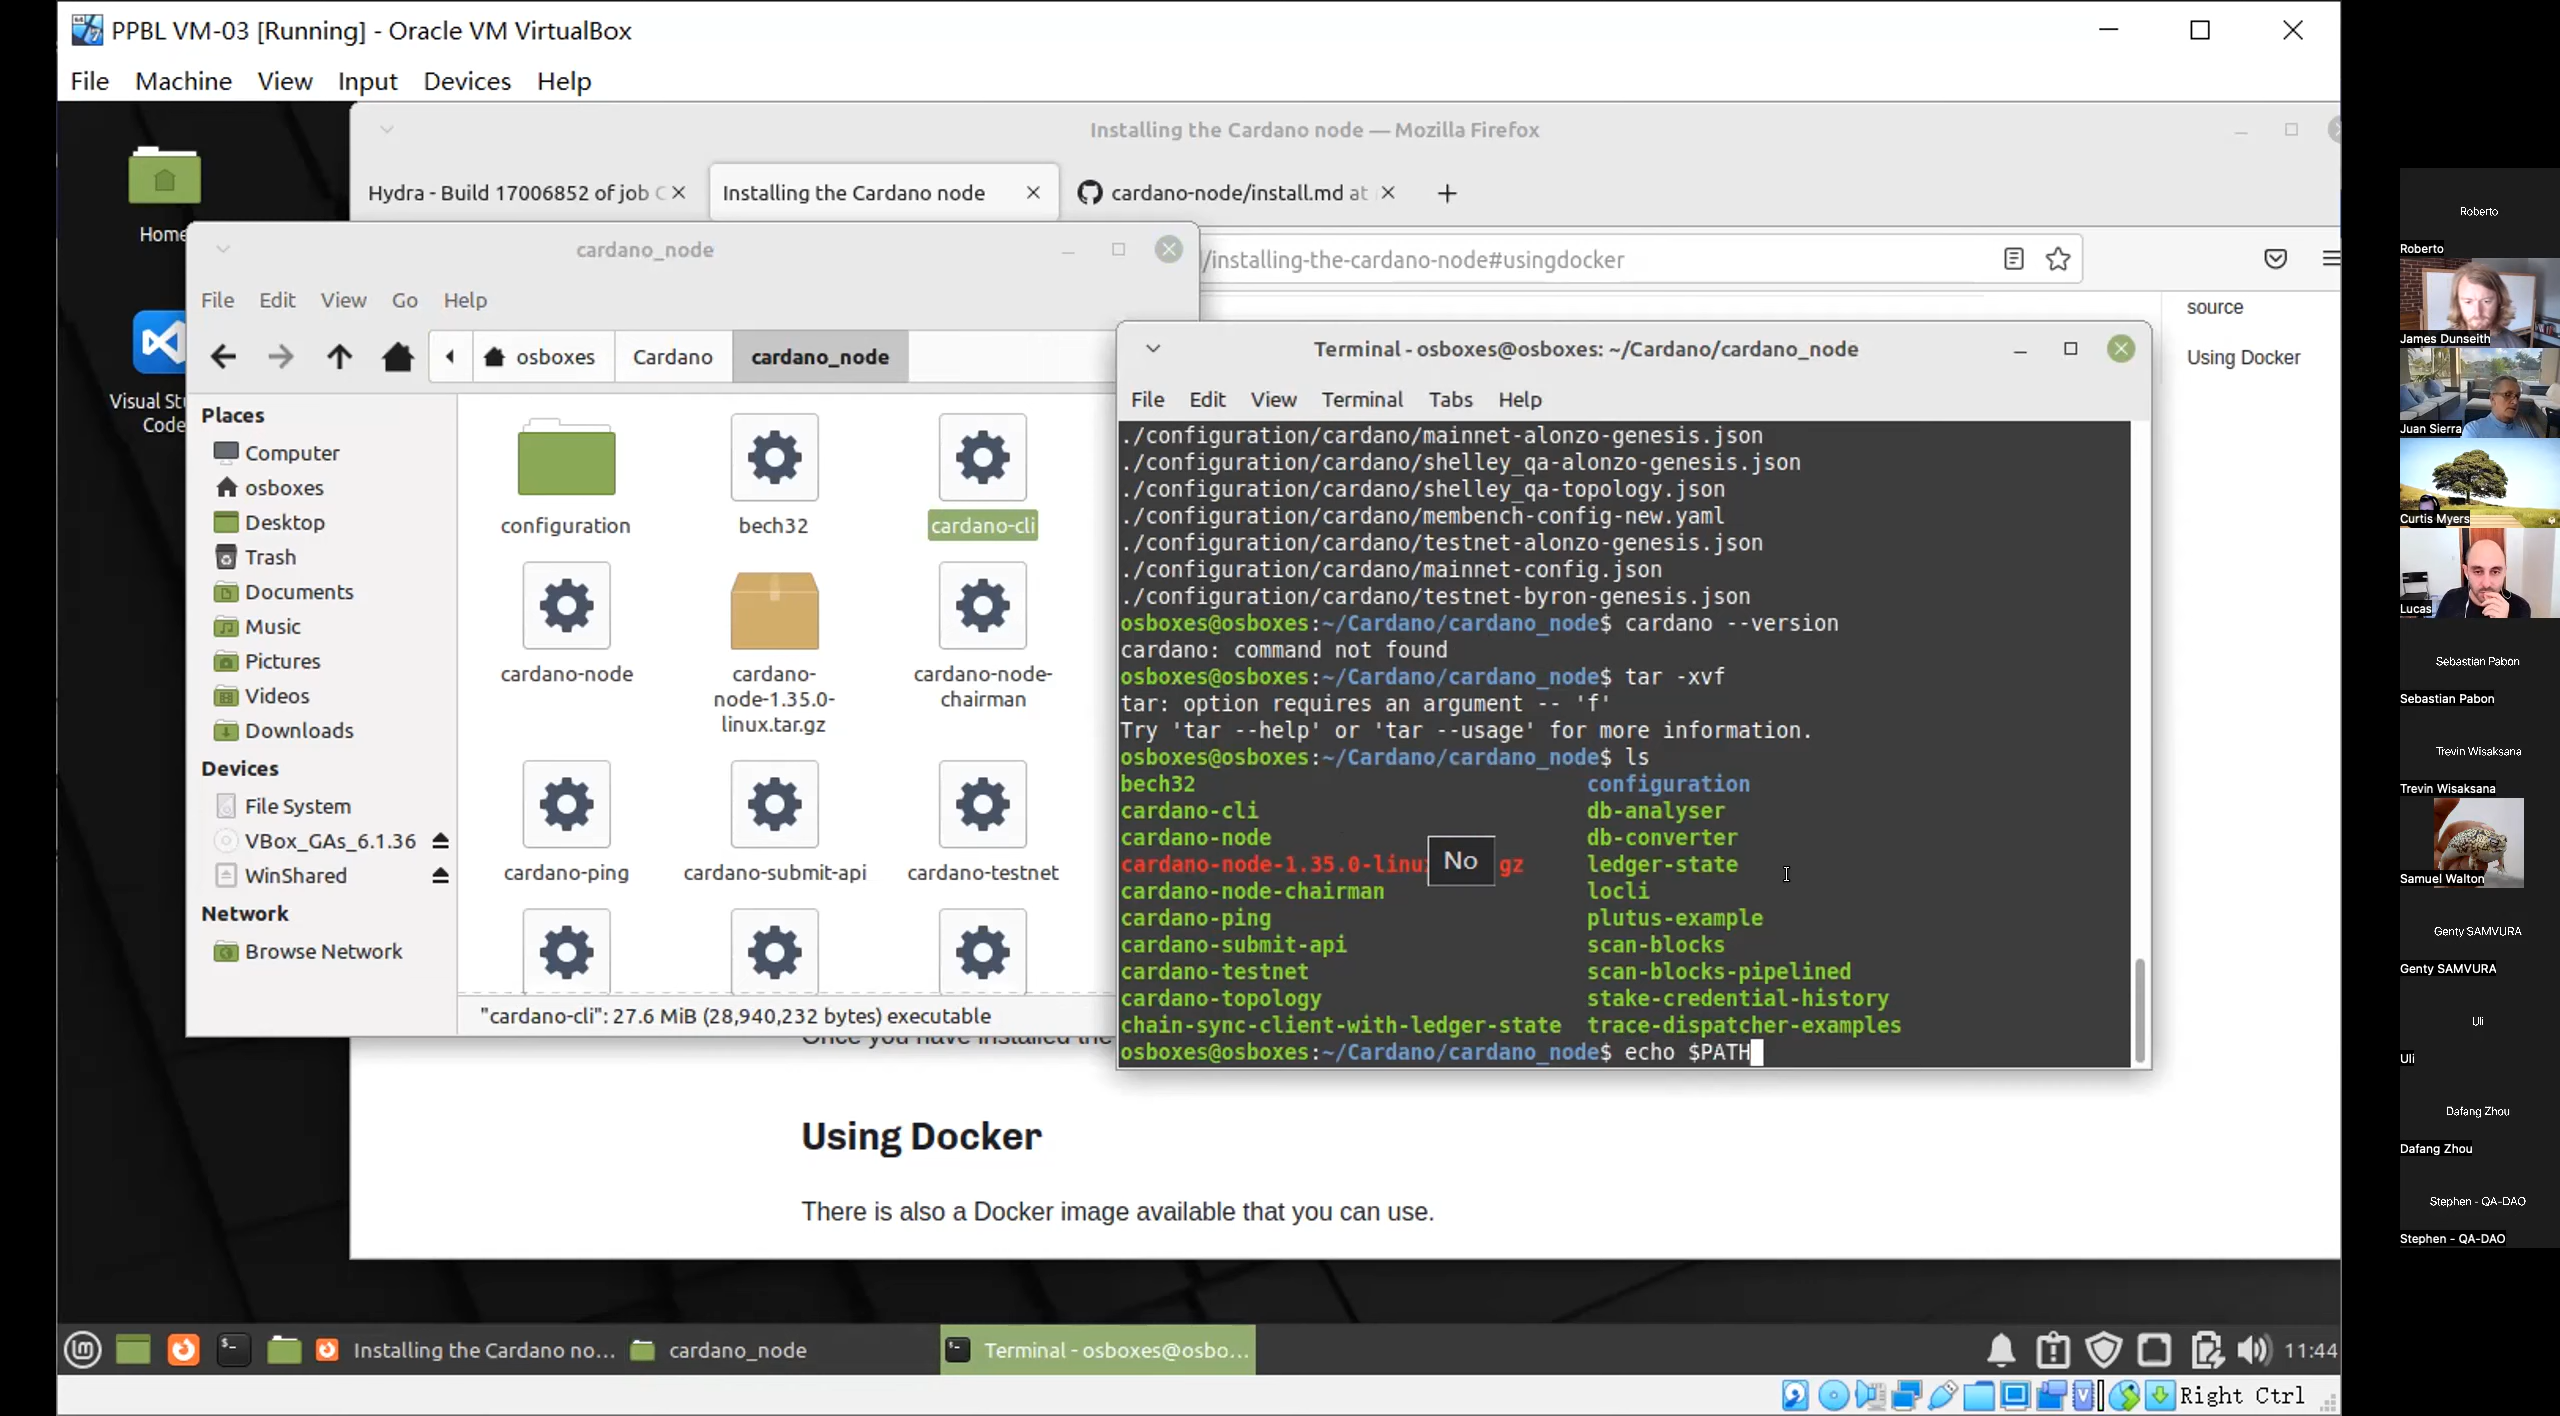 PPBL VM-03 [Running] - Oracle VM VirtualBox
File Machine View Input Devices Help
Installing the Cardano node — Mozilla Firefox
Hydra - Build 17006852 of job C
Installing the Cardano node
cardano-node/install.md at
/installing-the-cardano-node#usingdocker
Home
Visual Stu
Code
cardano_node
File Edit View Go Help
osboxes Cardano cardano_node
Places
Computer
osboxes
Desktop
Trash
Documents
Music
Pictures
Videos
Downloads
Devices
File System
VBox_GAs_6.1.36
WinShared
Network
Browse Network
configuration
bech32
cardano-cli
cardano-node
cardano-
node-1.35.0-
linux.tar.gz
cardano-node-
chairman
cardano-ping
cardano-submit-api
cardano-testnet
"cardano-cli": 27.6 MiB (28,940,232 bytes) executable
source
Using Docker
Terminal - osboxes@osboxes: ~/Cardano/cardano_node
File Edit View Terminal Tabs Help
./configuration/cardano/mainnet-alonzo-genesis.json
./configuration/cardano/shelley_qa-alonzo-genesis.json
./configuration/cardano/shelley_qa-topology.json
./configuration/cardano/membench-config-new.yaml
./configuration/cardano/testnet-alonzo-genesis.json
./configuration/cardano/mainnet-config.json
./configuration/cardano/testnet-byron-genesis.json
osboxes@osboxes:~/Cardano/cardano_node$ cardano --version
cardano: command not found
osboxes@osboxes:~/Cardano/cardano_node$ tar -xvf
tar: option requires an argument -- 'f'
Try 'tar --help' or 'tar --usage' for more information.
osboxes@osboxes:~/Cardano/cardano_node$ ls
bech32 configuration
cardano-cli db-analyser
cardano-node db-converter
cardano-node-1.35.0-linu No gz ledger-state
cardano-node-chairman locli
cardano-ping plutus-example
cardano-submit-api scan-blocks
cardano-testnet scan-blocks-pipelined
cardano-topology stake-credential-history
chain-sync-client-with-ledger-state trace-dispatcher-examples
osboxes@osboxes:~/Cardano/cardano_node$ echo $PATH
Once you have installed the
Using Docker
There is also a Docker image available that you can use.
Installing the Cardano no...
cardano_node
Terminal - osboxes@osbo...
11:44
Right Ctrl
Roberto
Roberto
James Dunseith
Juan Sierra
Curtis Myers
Lucas
Sebastian Pabon
Sebastian Pabon
Trevin Wisaksana
Trevin Wisaksana
Samuel Walton
Genty SAMVURA
Genty SAMVURA
Uli
Uli
Dafang Zhou
Dafang Zhou
Stephen - QA-DAO
Stephen - QA-DAO